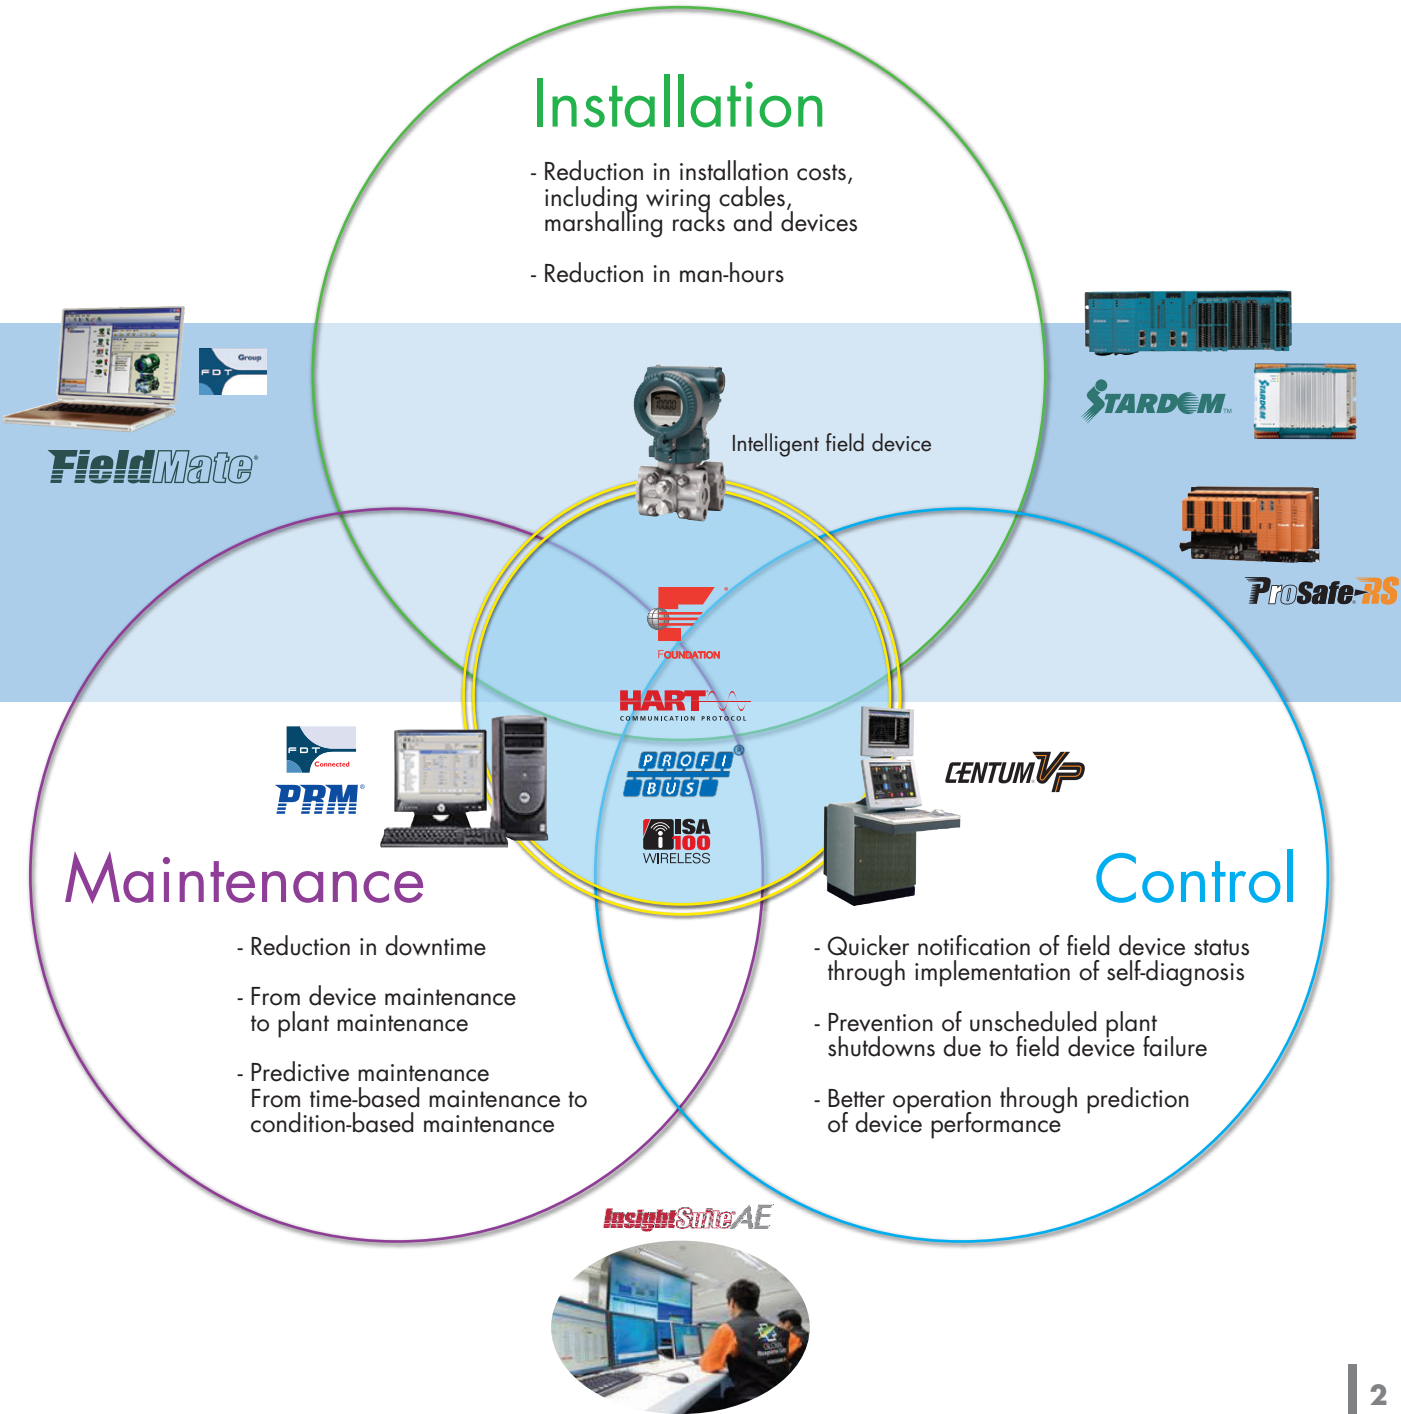 Installation
- Reduction in installation costs,
including wiring cables,
marshalling racks and devices
- Reduction in man-hours
Group
FDT
FieldMate®
STARDOM™
STARDOM
Intelligent field device
ProSafe-RS
FOUNDATION
HART
COMMUNICATION PROTOCOL
PROFI®
BUS
ISA
100
WIRELESS
FDT
Connected
PRM®
CENTUM VP
Maintenance
- Reduction in downtime
- From device maintenance
to plant maintenance
- Predictive maintenance
From time-based maintenance to
condition-based maintenance
Control
- Quicker notification of field device status
through implementation of self-diagnosis
- Prevention of unscheduled plant
shutdowns due to field device failure
- Better operation through prediction
of device performance
InsightSuiteAE
2